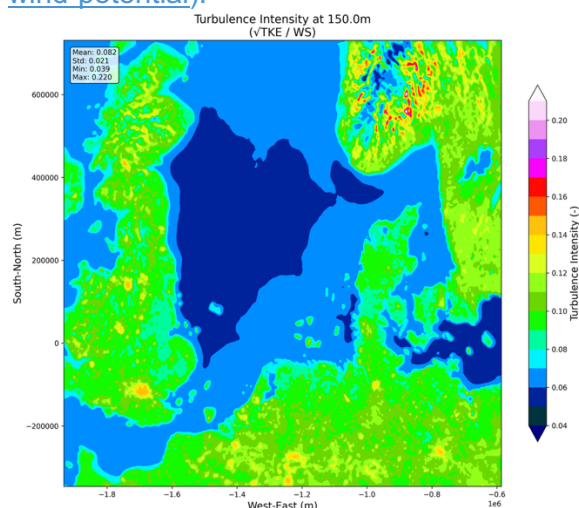 wind potential).
Turbulence Intensity at 150.0m
(√TKE / WS)
Mean: 0.082
Std: 0.021
Min: 0.039
Max: 0.220
600000
400000
200000
0
−200000
South-North (m)
−1.8
−1.6
−1.4
−1.2
−1.0
−0.8
−0.6
1e6
West-East (m)
0.20
0.18
0.16
0.14
0.12
0.10
0.08
0.06
0.04
Turbulence Intensity (-)